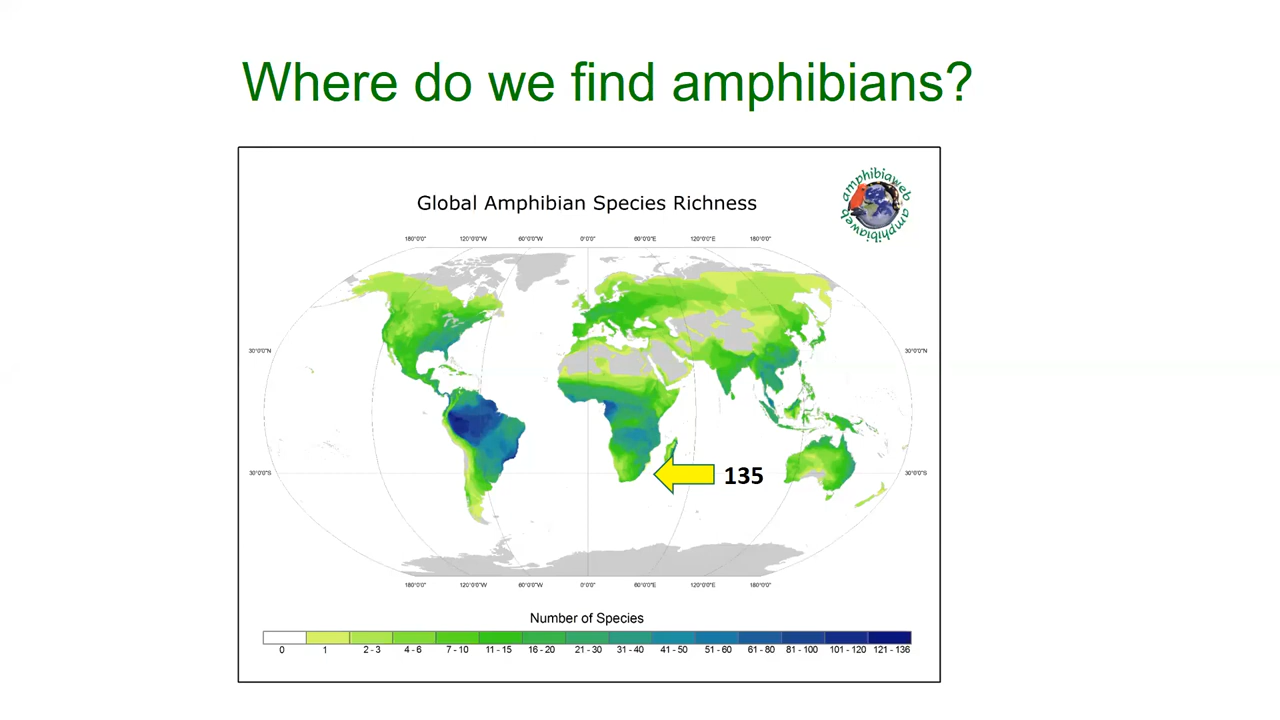 Where do we find amphibians?
Global Amphibian Species Richness
amphibiaweb amphibiaweb
180°0'0" 120°0'0"W 60°0'0"W 0°0'0" 60°0'0"E 120°0'0"E 180°0'0"
30°0'0"N 30°0'0"N
30°0'0"S 30°0'0"S
135
180°0'0" 120°0'0"W 60°0'0"W 0°0'0" 60°0'0"E 120°0'0"E 180°0'0"
Number of Species
0 1 2 - 3 4 - 6 7 - 10 11 - 15 16 - 20 21 - 30 31 - 40 41 - 50 51 - 60 61 - 80 81 - 100 101 - 120 121 - 136